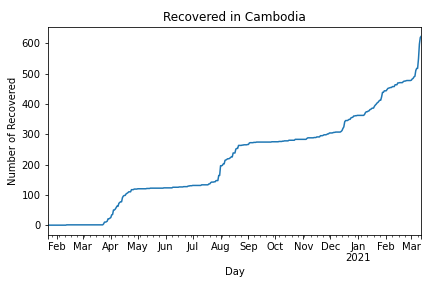 Recovered in Cambodia
Number of Recovered
600
500
400
300
200
100
0
Feb Mar Apr May Jun Jul Aug Sep Oct Nov Dec Jan Feb Mar
2021
Day